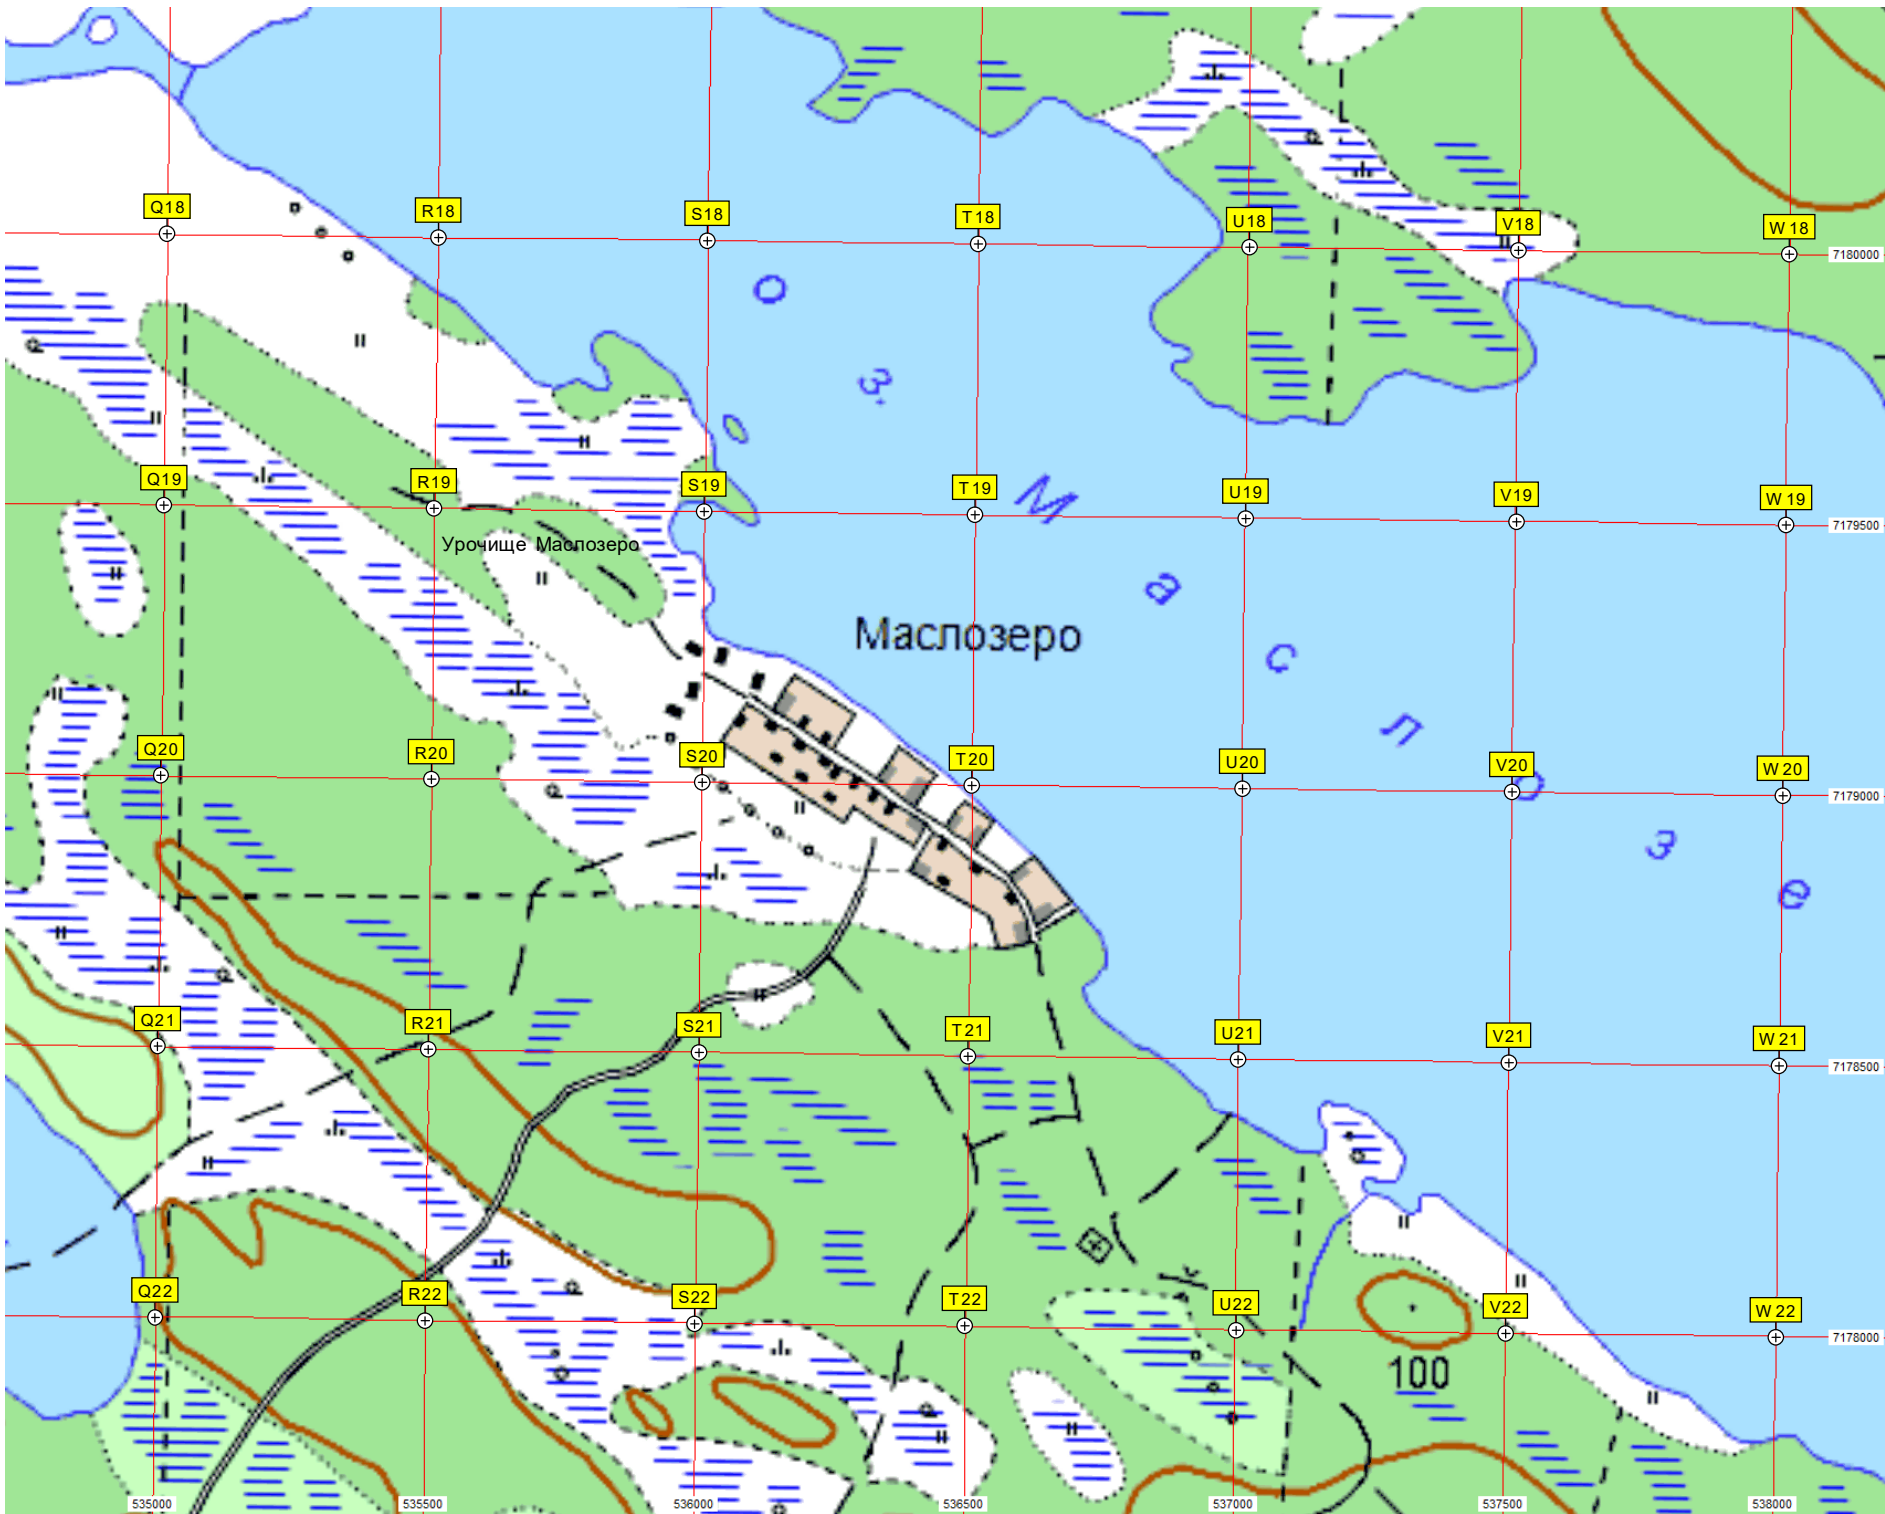 Q18 R18 S18 T18 U18 V18 W18
7180000
о з. М а с л о з е
Q19 R19 S19 T19 U19 V19 W19
7179500
Урочище Маслозеро
Маслозеро
Q20 R20 S20 T20 U20 V20 W20
7179000
Q21 R21 S21 T21 U21 V21 W21
7178500
Q22 R22 S22 T22 U22 V22 W22
7178000
100
535000 535500 536000 536500 537000 537500 538000